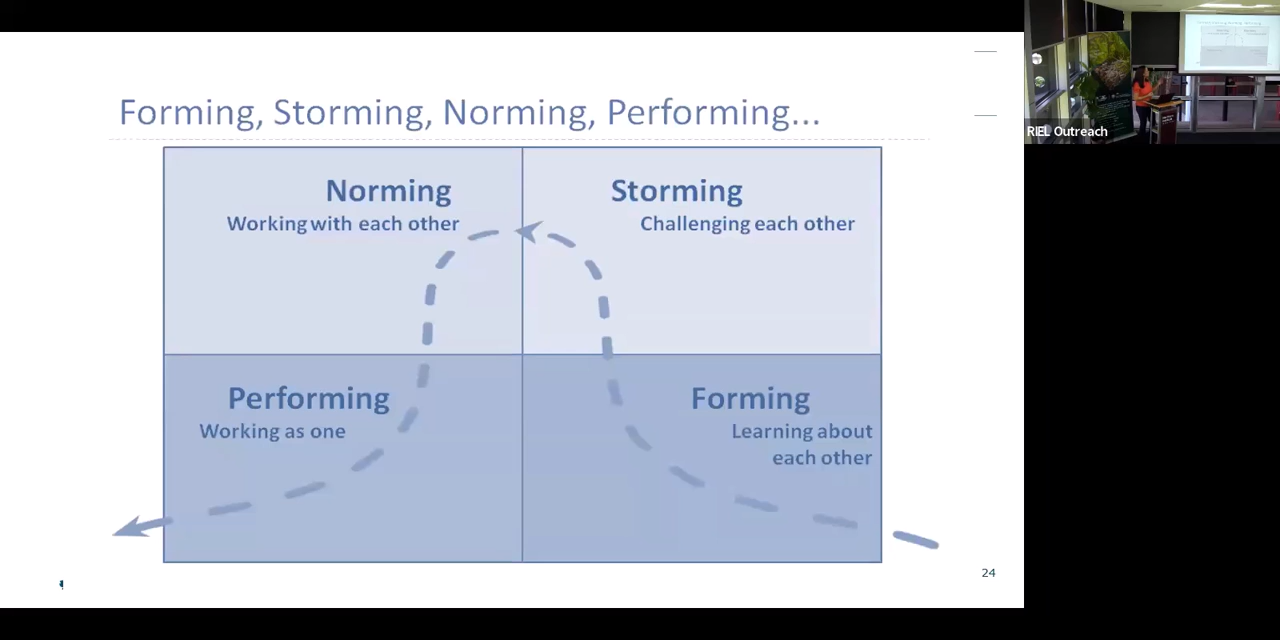 Forming, Storming, Norming, Performing...
Norming
Working with each other
Storming
Challenging each other
Performing
Working as one
Forming
Learning about
each other
24
RIEL Outreach